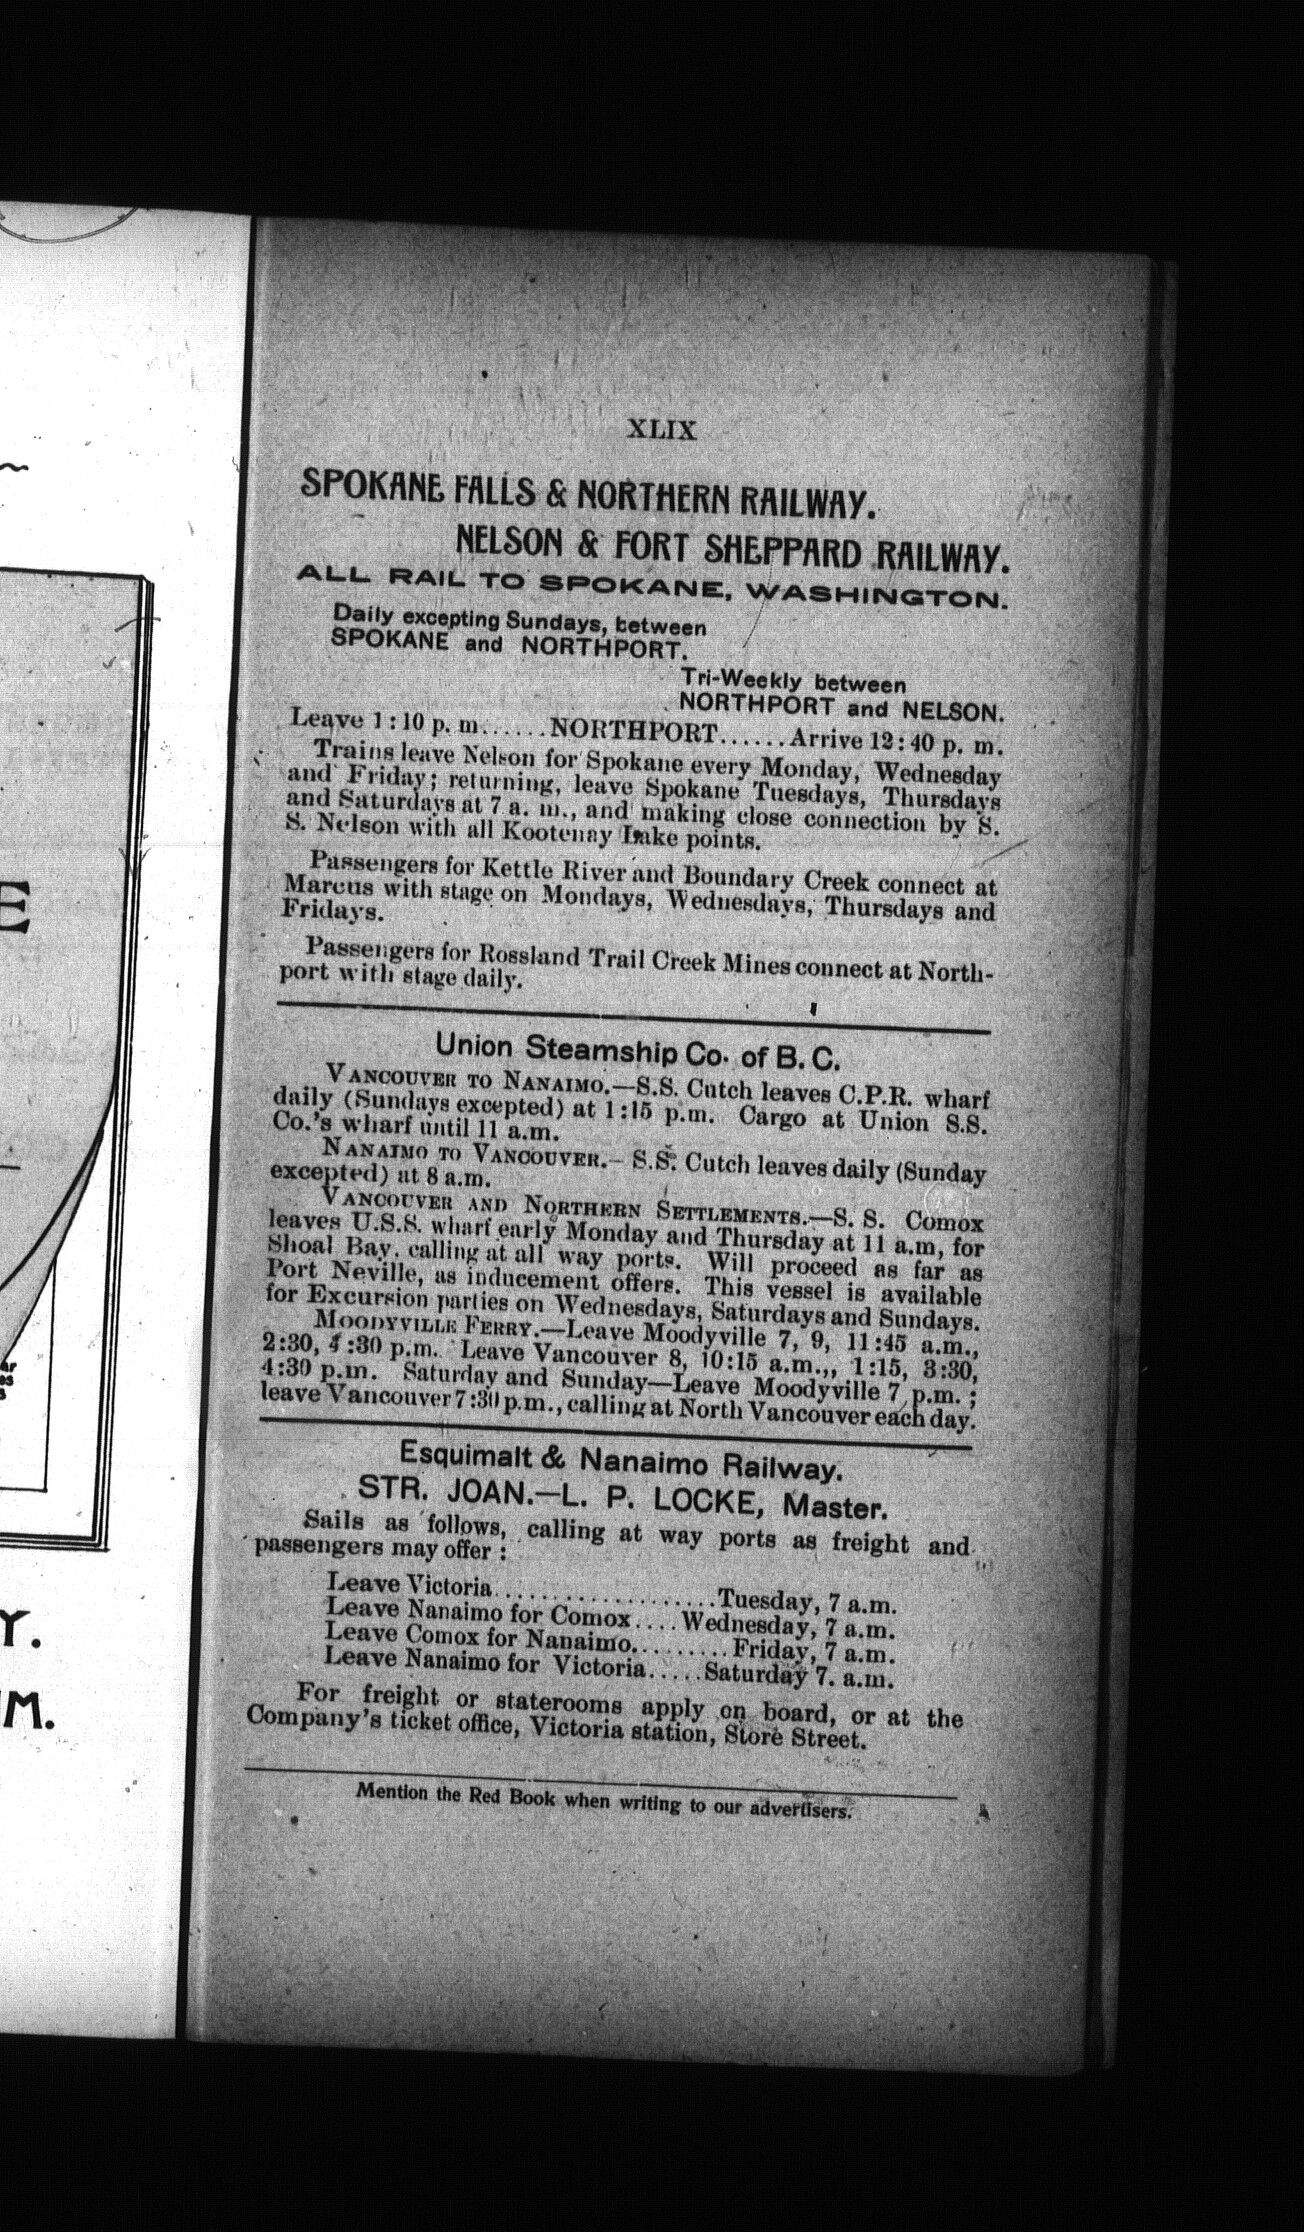 XLIX
SPOKANE FALLS & NORTHERN RAILWAY.
NELSON & FORT SHEPPARD RAILWAY.
ALL RAIL TO SPOKANE, WASHINGTON.
Daily excepting Sundays, between
SPOKANE and NORTHPORT.
Tri-Weekly between
NORTHPORT and NELSON.
Leave 1:10 p. m......NORTHPORT......Arrive 12:40 p. m.
Trains leave Nelson for Spokane every Monday, Wednesday
and Friday; returning, leave Spokane Tuesdays, Thursdays
and Saturdays at 7 a. m., and making close connection by S.
S. Nelson with all Kootenay Lake points.
Passengers for Kettle River and Boundary Creek connect at
Marcus with stage on Mondays, Wednesdays, Thursdays and
Fridays.
Passengers for Rossland Trail Creek Mines connect at North-
port with stage daily.
Union Steamship Co. of B. C.
VANCOUVER TO NANAIMO.—S.S. Cutch leaves C.P.R. wharf
daily (Sundays excepted) at 1:15 p.m. Cargo at Union S.S.
Co.'s wharf until 11 a.m.
NANAIMO TO VANCOUVER.—S.S. Cutch leaves daily (Sunday
excepted) at 8 a.m.
VANCOUVER AND NORTHERN SETTLEMENTS.—S. S. Comox
leaves U.S.S. wharf early Monday and Thursday at 11 a.m, for
Shoal Bay, calling at all way ports. Will proceed as far as
Port Neville, as inducement offers. This vessel is available
for Excursion parties on Wednesdays, Saturdays and Sundays.
MOODYVILLE FERRY.—Leave Moodyville 7, 9, 11:45 a.m.,
2:30, 4:30 p.m. Leave Vancouver 8, 10:15 a.m.,, 1:15, 3:30,
4:30 p.m. Saturday and Sunday—Leave Moodyville 7 p.m.;
leave Vancouver 7:30 p.m., calling at North Vancouver each day.
Esquimalt & Nanaimo Railway.
STR. JOAN.—L. P. LOCKE, Master.
Sails as follows, calling at way ports as freight and
passengers may offer:
Leave Victoria....................Tuesday, 7 a.m.
Leave Nanaimo for Comox....Wednesday, 7 a.m.
Leave Comox for Nanaimo.........Friday, 7 a.m.
Leave Nanaimo for Victoria.....Saturday 7. a.m.
For freight or staterooms apply on board, or at the
Company's ticket office, Victoria station, Store Street.
Mention the Red Book when writing to our advertisers.
E
Y.
M.